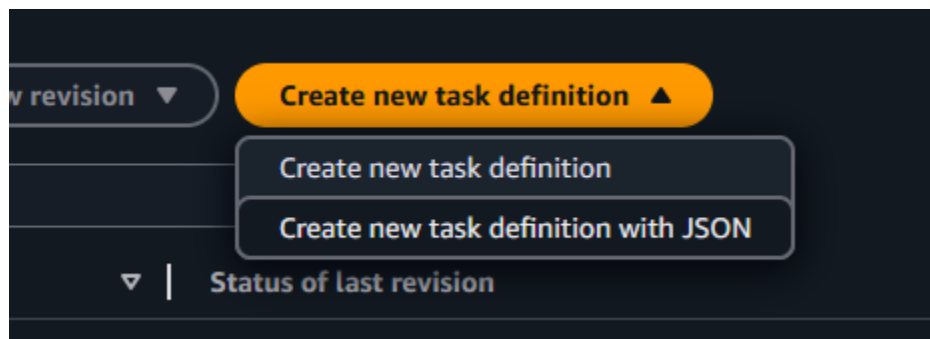 w revision
Create new task definition
Create new task definition
Create new task definition with JSON
Status of last revision